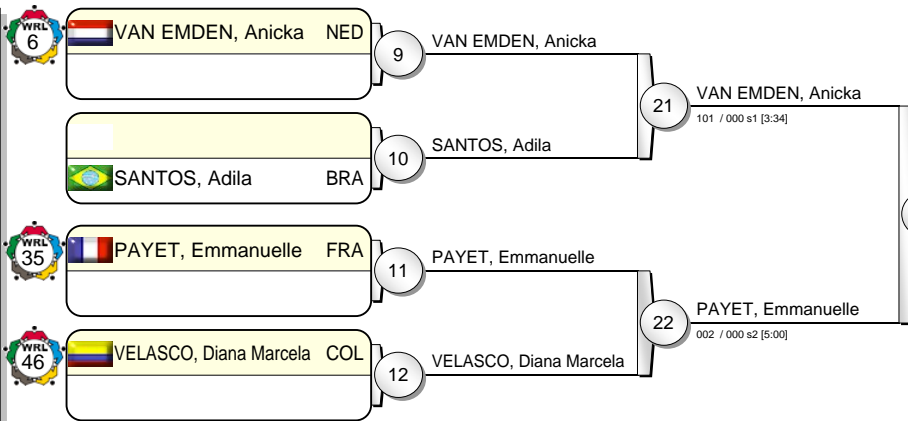 WRL
6
VAN EMDEN, Anicka NED
9
VAN EMDEN, Anicka
21
VAN EMDEN, Anicka
101 / 000 s1 [3:34]
10
SANTOS, Adila
SANTOS, Adila BRA
WRL
35
PAYET, Emmanuelle FRA
11
PAYET, Emmanuelle
22
PAYET, Emmanuelle
002 / 000 s2 [5:00]
WRL
46
VELASCO, Diana Marcela COL
12
VELASCO, Diana Marcela